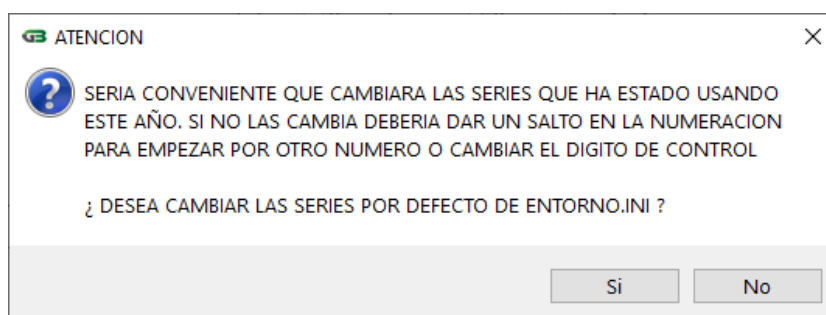 GB ATENCION
SERIA CONVENIENTE QUE CAMBIARA LAS SERIES QUE HA ESTADO USANDO
ESTE AÑO. SI NO LAS CAMBIA DEBERIA DAR UN SALTO EN LA NUMERACION
PARA EMPEZAR POR OTRO NUMERO O CAMBIAR EL DIGITO DE CONTROL
¿ DESEA CAMBIAR LAS SERIES POR DEFECTO DE ENTORNO.INI ?
Si No